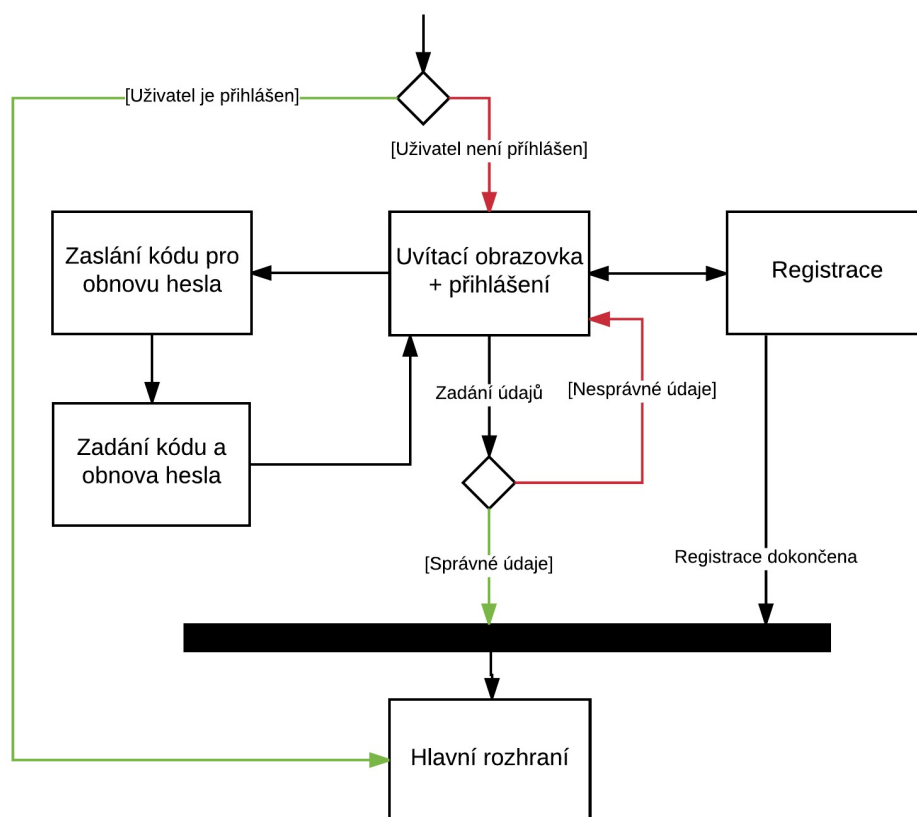 [Uživatel je přihlášen]
[Uživatel není příhlášen]
Zaslání kódu pro
obnovu hesla
Uvítací obrazovka
+ přihlášení
Registrace
Zadání údajů
[Nesprávné údaje]
Zadání kódu a
obnova hesla
[Správné údaje]
Registrace dokončena
Hlavní rozhraní